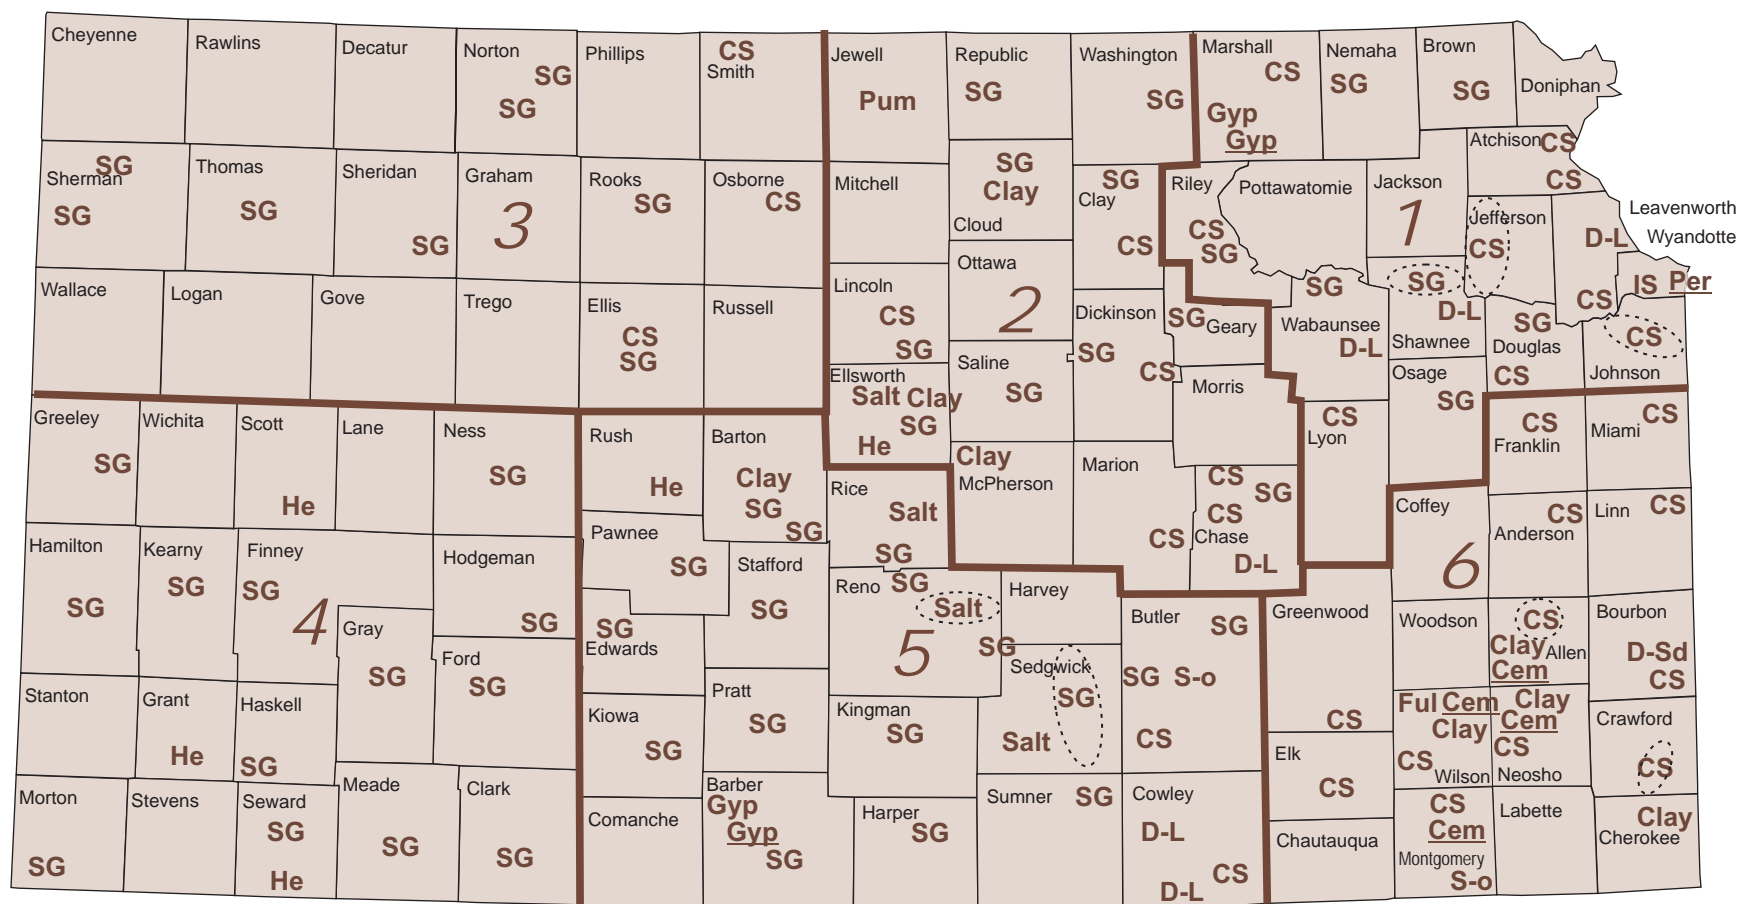 Cheyenne
Rawlins
Decatur
Norton
SG
SG
Phillips
CS
Smith
Jewell
Pum
Republic
SG
Washington
SG
Marshall
CS
Gyp
Gyp
Nemaha
SG
Brown
SG
Doniphan
SG
Sherman
SG
Thomas
SG
Sheridan
SG
Graham
3
Rooks
SG
Osborne
CS
Mitchell
SG
Clay
Cloud
SG
Clay
CS
Riley
CS
SG
Pottawatomie
Jackson
1
Atchison
CS
CS
Jefferson
CS
Leavenworth
Wyandotte
D-L
CS
IS
Per
Wallace
Logan
Gove
Trego
Ellis
CS
SG
Russell
Lincoln
CS
SG
Ottawa
2
Dickinson
SG
CS
SG
Geary
SG
Wabaunsee
D-L
SG
D-L
Shawnee
SG
Douglas
CS
CS
Johnson
Ellsworth
Salt
Clay
SG
He
Saline
SG
Morris
Osage
SG
Greeley
SG
Wichita
Scott
He
Lane
Ness
SG
Rush
He
Barton
Clay
SG
SG
Rice
Salt
SG
Clay
McPherson
Marion
CS
CS
SG
CS
Chase
D-L
CS
Lyon
CS
Franklin
CS
Miami
Hamilton
SG
Kearny
SG
Finney
SG
4
Hodgeman
SG
Pawnee
SG
Stafford
SG
Reno
SG
Salt
SG
5
Harvey
Butler
SG
SG
S-o
CS
Greenwood
CS
Coffey
6
CS
Anderson
Linn
CS
Gray
SG
Ford
SG
SG
Edwards
Sedgwick
SG
Salt
Woodson
CS
Clay
Allen
Cem
Bourbon
D-Sd
CS
Stanton
Grant
He
Haskell
SG
Kiowa
SG
Pratt
SG
Kingman
SG
Elk
CS
Ful
Cem
Clay
CS
Wilson
Clay
Cem
CS
Neosho
Crawford
CS
Morton
SG
Stevens
Seward
SG
He
Meade
SG
Clark
SG
Comanche
Barber
Gyp
Gyp
SG
Harper
SG
Sumner
SG
Cowley
D-L
CS
D-L
Chautauqua
CS
Cem
Montgomery
S-o
Labette
Clay
Cherokee